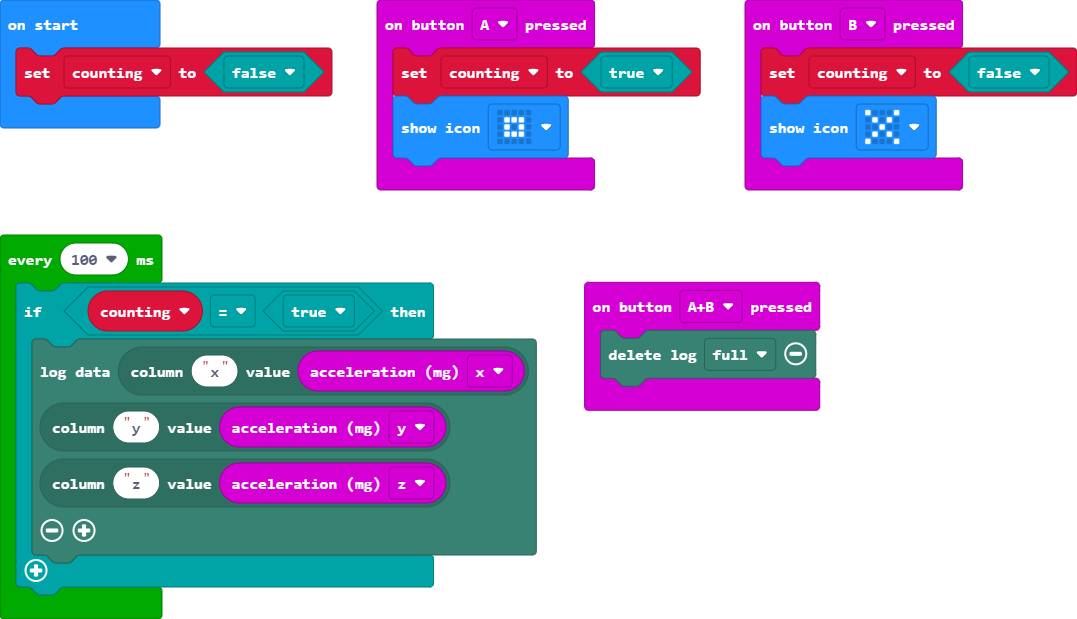 on start
set counting to false
on button A pressed
set counting to true
show icon
on button B pressed
set counting to false
show icon
every 100 ms
if counting = true then
log data column "x" value acceleration (mg) x
column "y" value acceleration (mg) y
column "z" value acceleration (mg) z
on button A+B pressed
delete log full